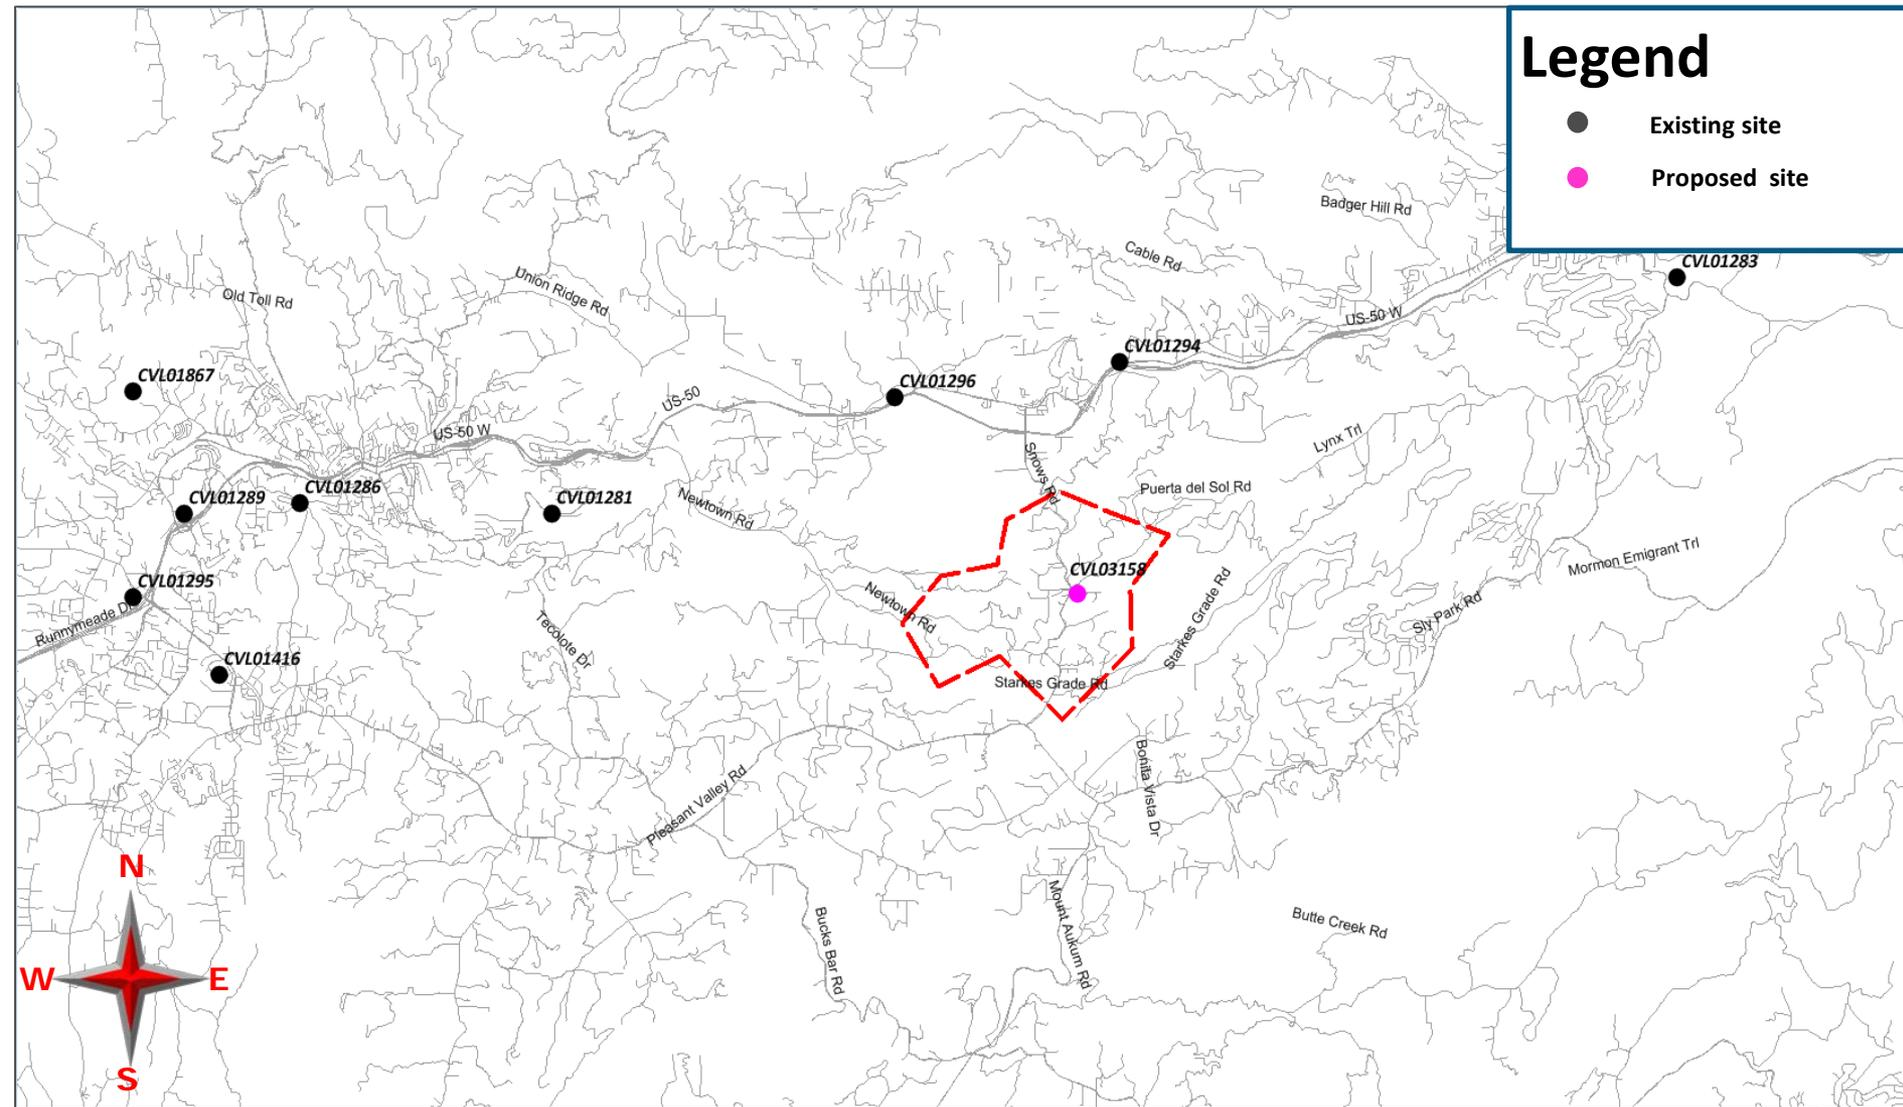 Legend
Existing site
Proposed site
Badger Hill Rd
Cable Rd
CVL01283
Union Ridge Rd
Old Toll Rd
US-50 W
CVL01294
CVL01867
CVL01296
US-50
US-50 W
Lynx Trl
Snows Rd
CVL01289
CVL01286
CVL01281
Newtown Rd
Puerta del Sol Rd
Mormon Emigrant Trl
CVL03158
CVL01295
Runnymeade Dr
Newtown Rd
Starkes Grade Rd
Sly Park Rd
Tecolote Dr
CVL01416
Starkes Grade Rd
Bonita Vista Dr
Pleasant Valley Rd
N
Bucks Bar Rd
Mount Aukum Rd
Butte Creek Rd
W
E
S